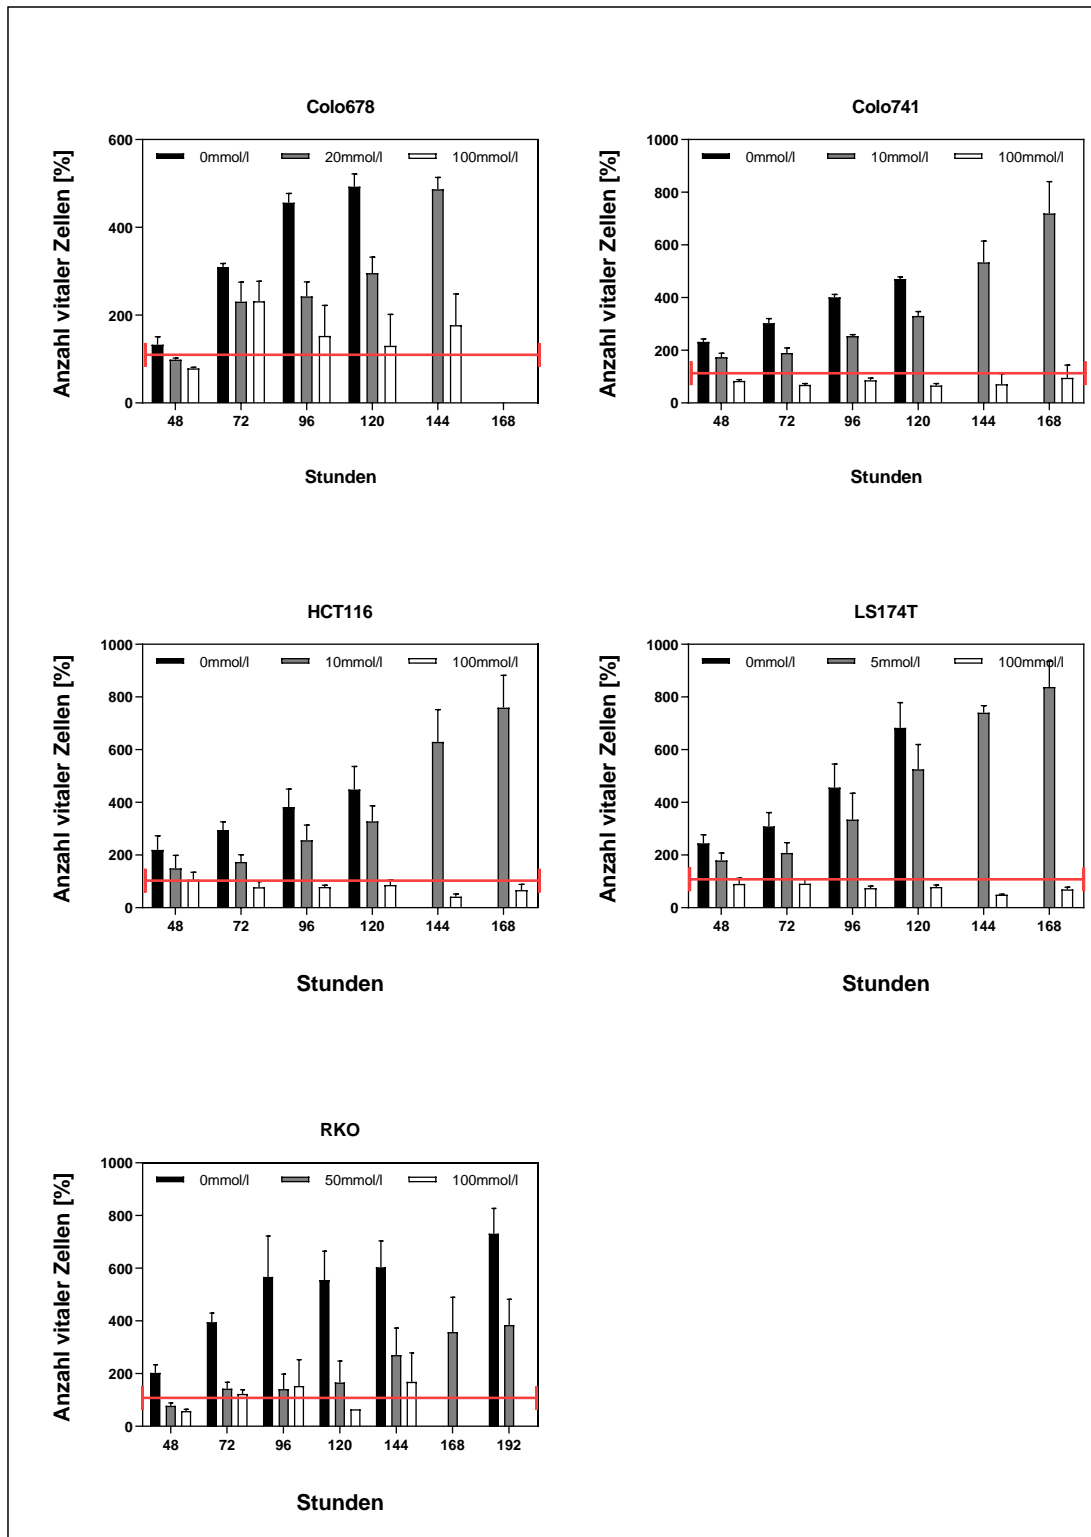 Colo678
Anzahl vitaler Zellen [%]
600
400
200
0
0mmol/l 20mmol/l 100mmol/l
48 72 96 120 144 168
Stunden
Colo741
Anzahl vitaler Zellen [%]
1000
800
600
400
200
0
0mmol/l 10mmol/l 100mmol/l
48 72 96 120 144 168
Stunden
HCT116
Anzahl vitaler Zellen [%]
1000
800
600
400
200
0
0mmol/l 10mmol/l 100mmol/l
48 72 96 120 144 168
Stunden
LS174T
Anzahl vitaler Zellen [%]
1000
800
600
400
200
0
0mmol/l 5mmol/l 100mmol/l
48 72 96 120 144 168
Stunden
RKO
Anzahl vitaler Zellen [%]
1000
800
600
400
200
0
0mmol/l 50mmol/l 100mmol/l
48 72 96 120 144 168 192
Stunden